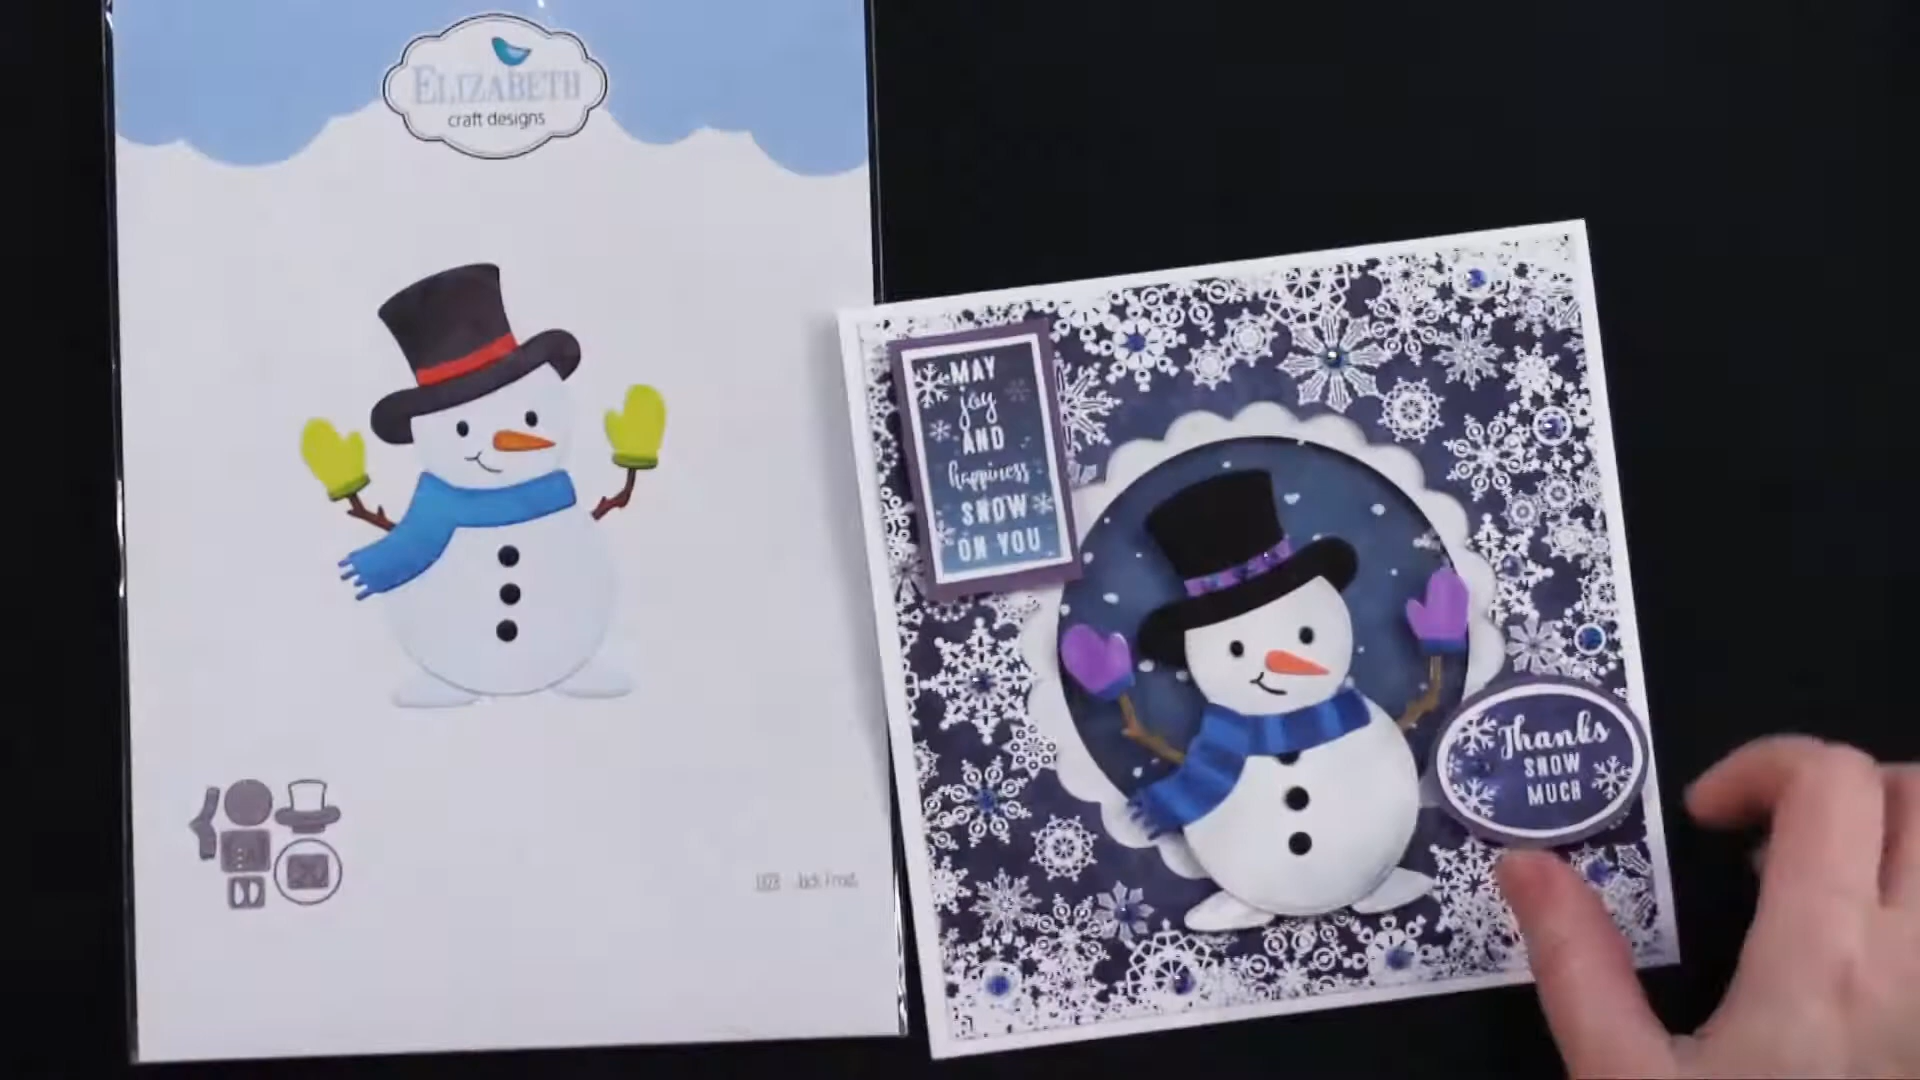 ELIZABETH
craft designs
MAY
joy
AND
happiness
SNOW
ON YOU
Thanks
SNOW
MUCH
Jack Frost